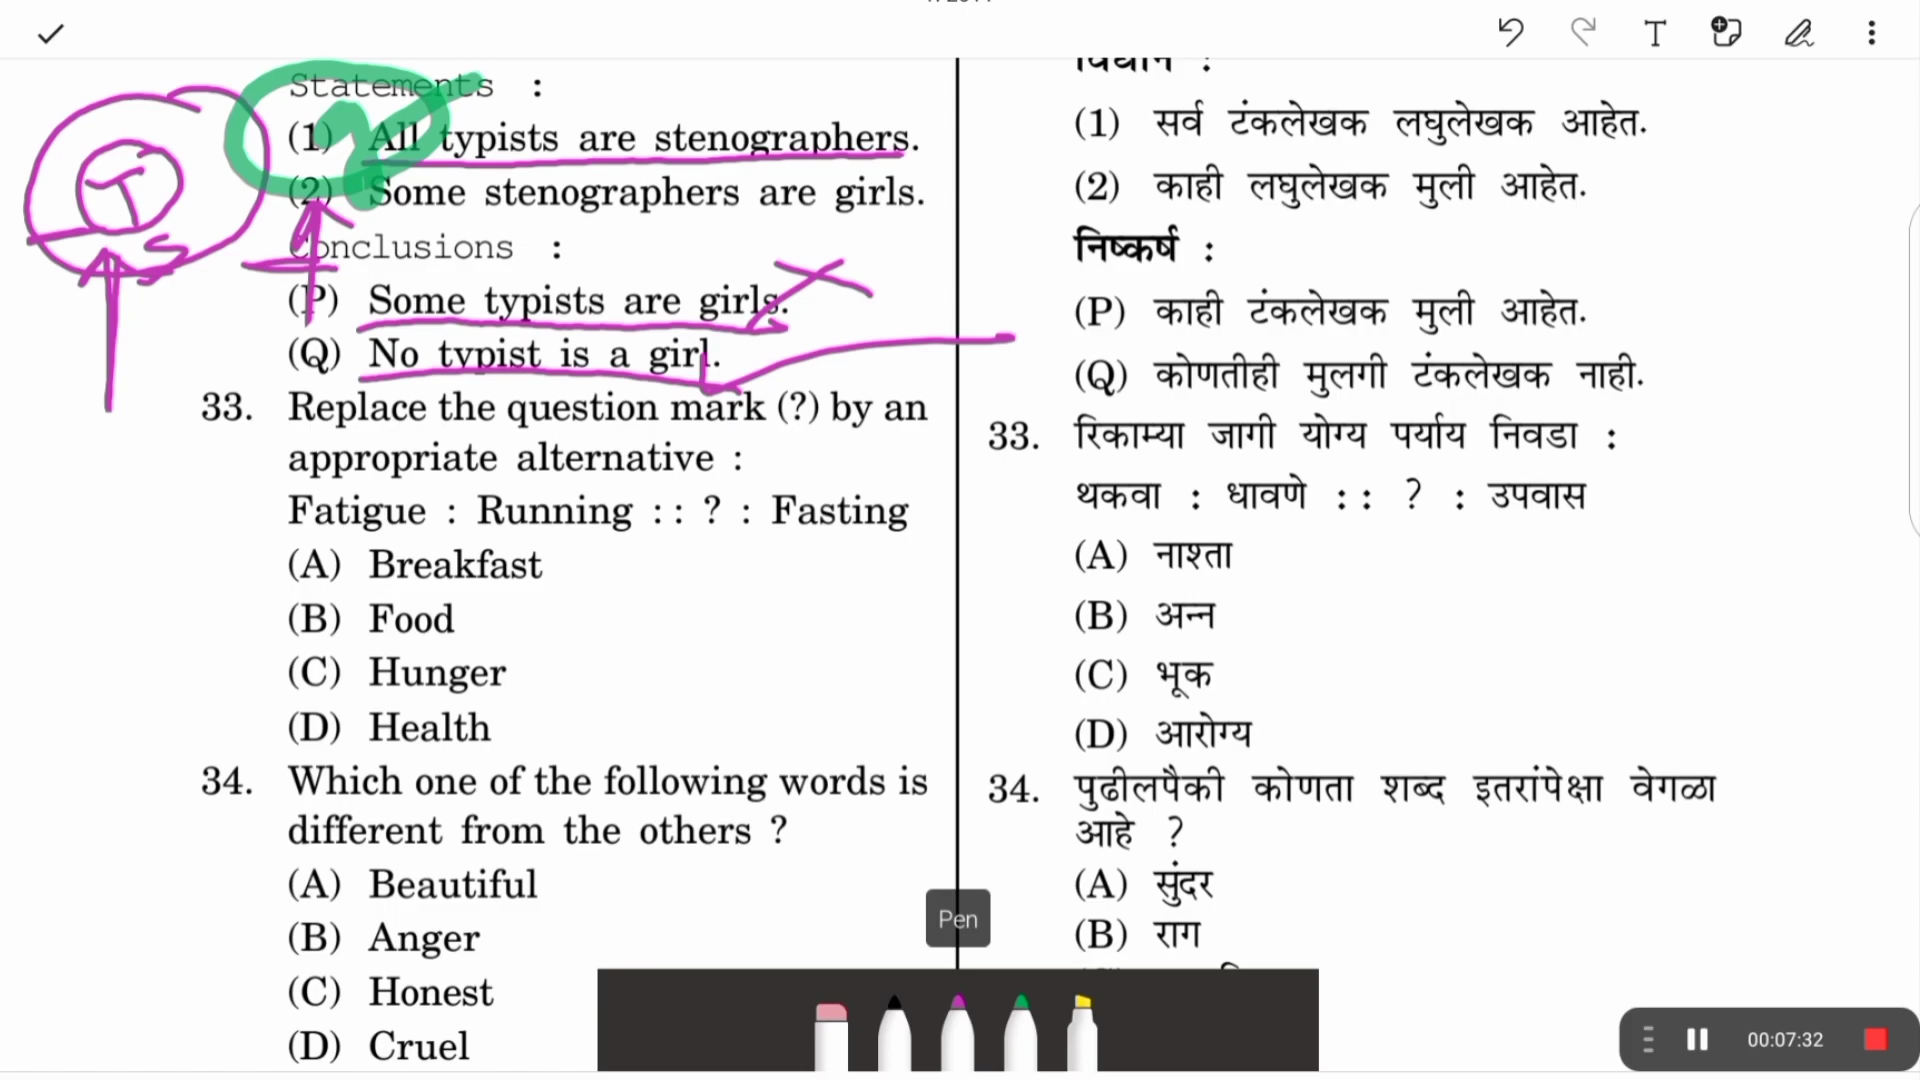 Statements :
(1) All typists are stenographers.
(2) Some stenographers are girls.
Conclusions :
(P) Some typists are girls.
(Q) No typist is a girl.
33. Replace the question mark (?) by an
appropriate alternative :
Fatigue : Running :: ? : Fasting
(A) Breakfast
(B) Food
(C) Hunger
(D) Health
34. Which one of the following words is
different from the others ?
(A) Beautiful
(B) Anger
(C) Honest
(D) Cruel
विधान :
(1) सर्व टंकलेखक लघुलेखक आहेत.
(2) काही लघुलेखक मुली आहेत.
निष्कर्ष :
(P) काही टंकलेखक मुली आहेत.
(Q) कोणतीही मुलगी टंकलेखक नाही.
33. रिकाम्या जागी योग्य पर्याय निवडा :
थकवा : धावणे :: ? : उपवास
(A) नाश्ता
(B) अन्न
(C) भूक
(D) आरोग्य
34. पुढीलपैकी कोणता शब्द इतरांपेक्षा वेगळा
आहे ?
(A) सुंदर
(B) राग
T
S
T
Pen
00:07:32